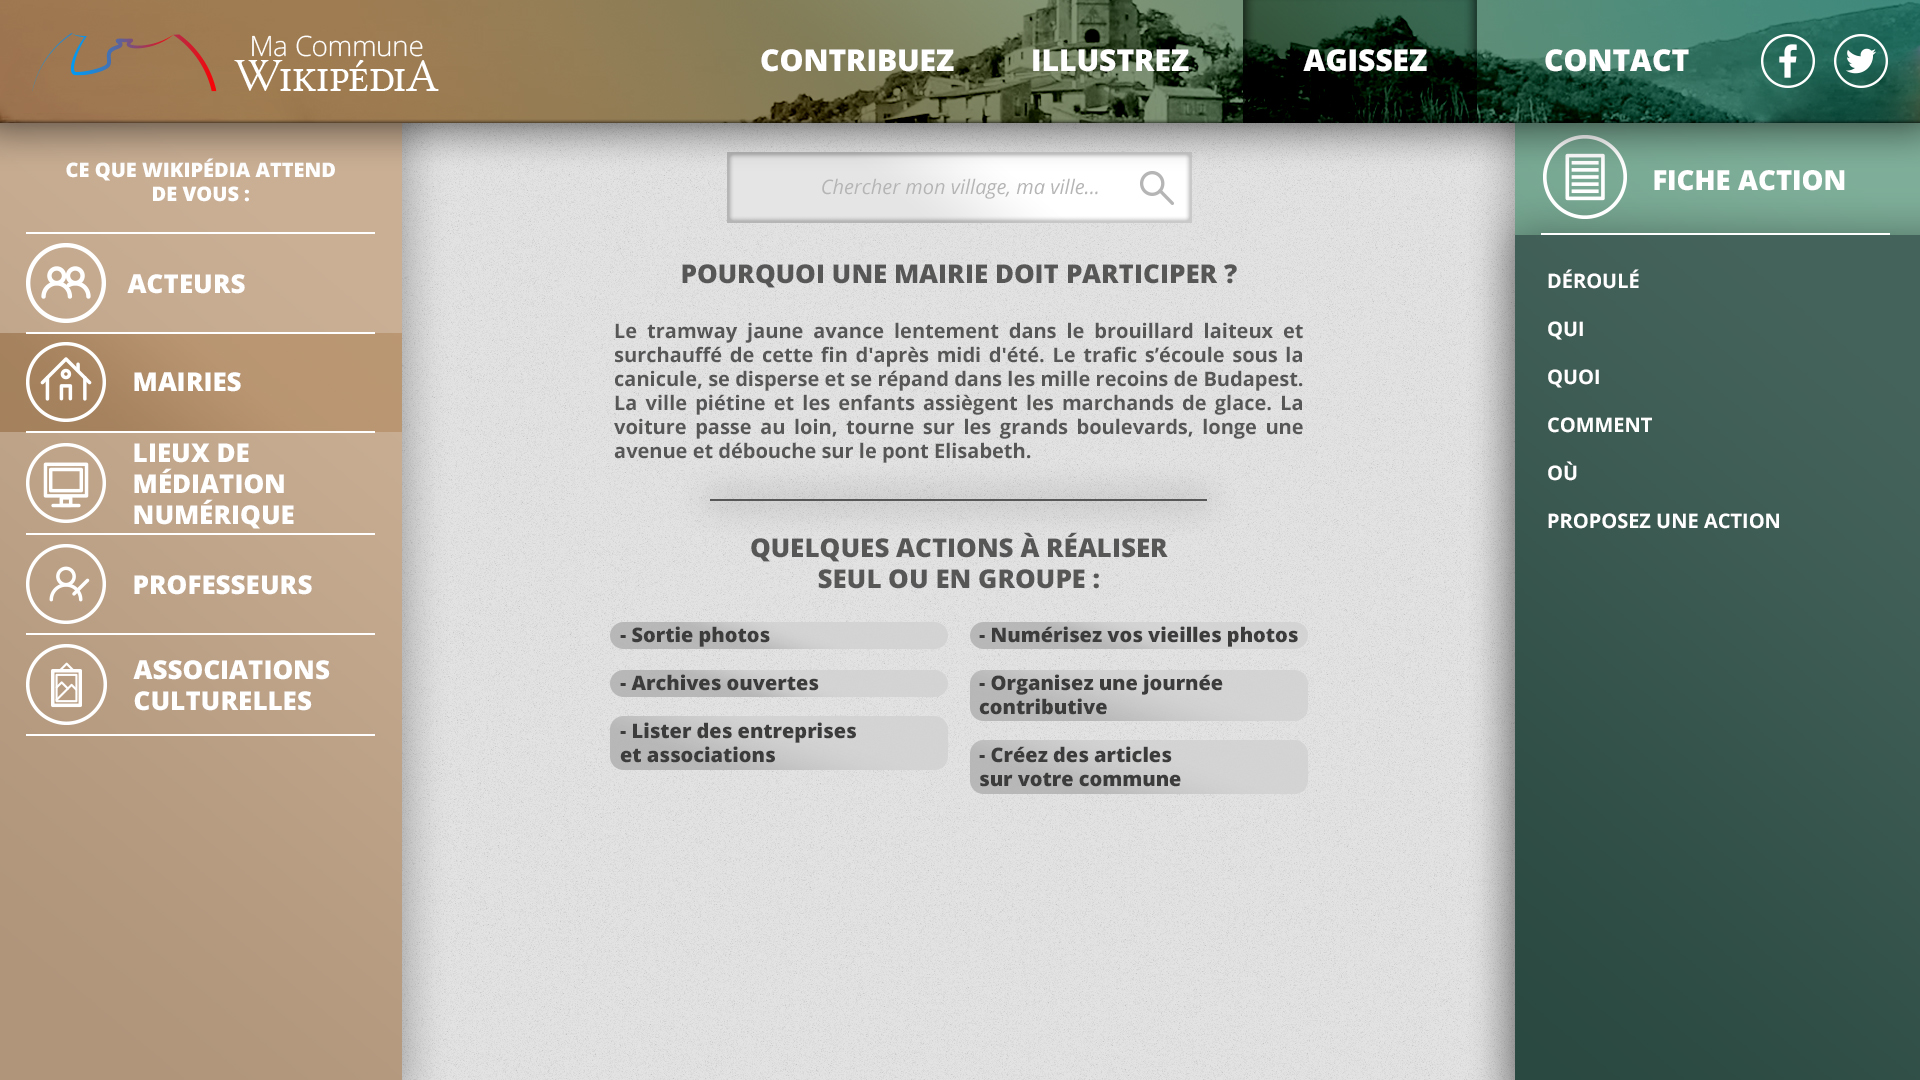 Ma Commune
WIKIPÉDIA
CONTRIBUEZ
ILLUSTREZ
AGISSEZ
CONTACT
CE QUE WIKIPÉDIA ATTEND
DE VOUS :
ACTEURS
MAIRIES
LIEUX DE
MÉDIATION
NUMÉRIQUE
PROFESSEURS
ASSOCIATIONS
CULTURELLES
Chercher mon village, ma ville...
POURQUOI UNE MAIRIE DOIT PARTICIPER ?
Le tramway jaune avance lentement dans le brouillard laiteux et
surchauffé de cette fin d'après midi d'été. Le trafic s’écoule sous la
canicule, se disperse et se répand dans les mille recoins de Budapest.
La ville piétine et les enfants assiègent les marchands de glace. La
voiture passe au loin, tourne sur les grands boulevards, longe une
avenue et débouche sur le pont Elisabeth.
QUELQUES ACTIONS À RÉALISER
SEUL OU EN GROUPE :
- Sortie photos
- Archives ouvertes
- Lister des entreprises
et associations
- Numérisez vos vieilles photos
- Organisez une journée
contributive
- Créez des articles
sur votre commune
FICHE ACTION
DÉROULÉ
QUI
QUOI
COMMENT
OÙ
PROPOSEZ UNE ACTION